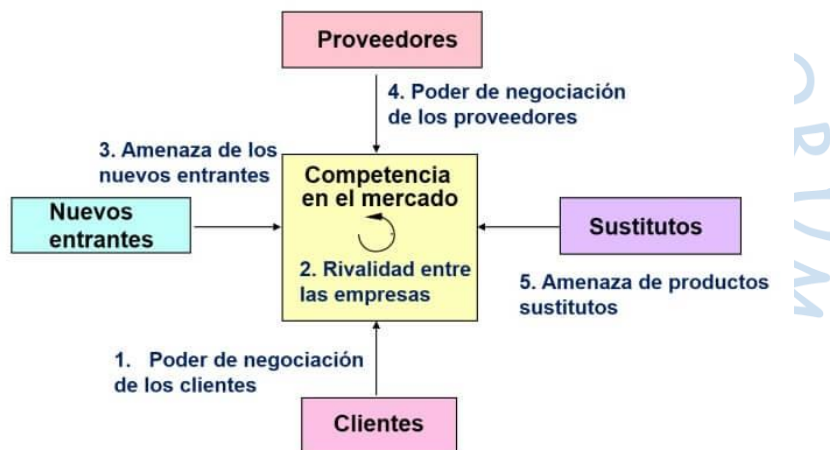 Proveedores
4. Poder de negociación
de los proveedores
3. Amenaza de los
nuevos entrantes
Competencia
en el mercado
Nuevos
entrantes
Sustitutos
2. Rivalidad entre
las empresas
5. Amenaza de productos
sustitutos
1. Poder de negociación
de los clientes
Clientes